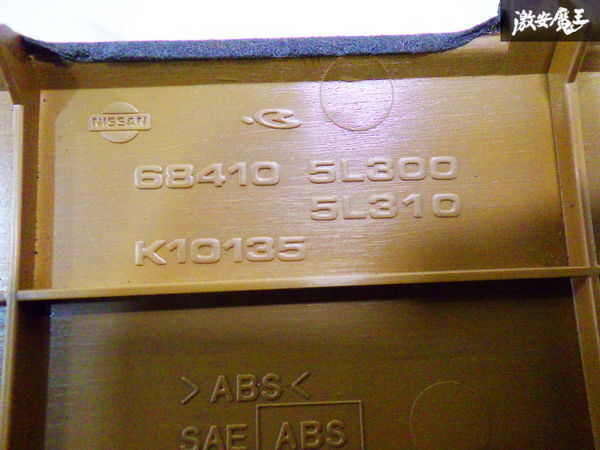 激安魔王
NISSAN
68410 5L300
5L310
K10135
>ABS<
SAE ABS